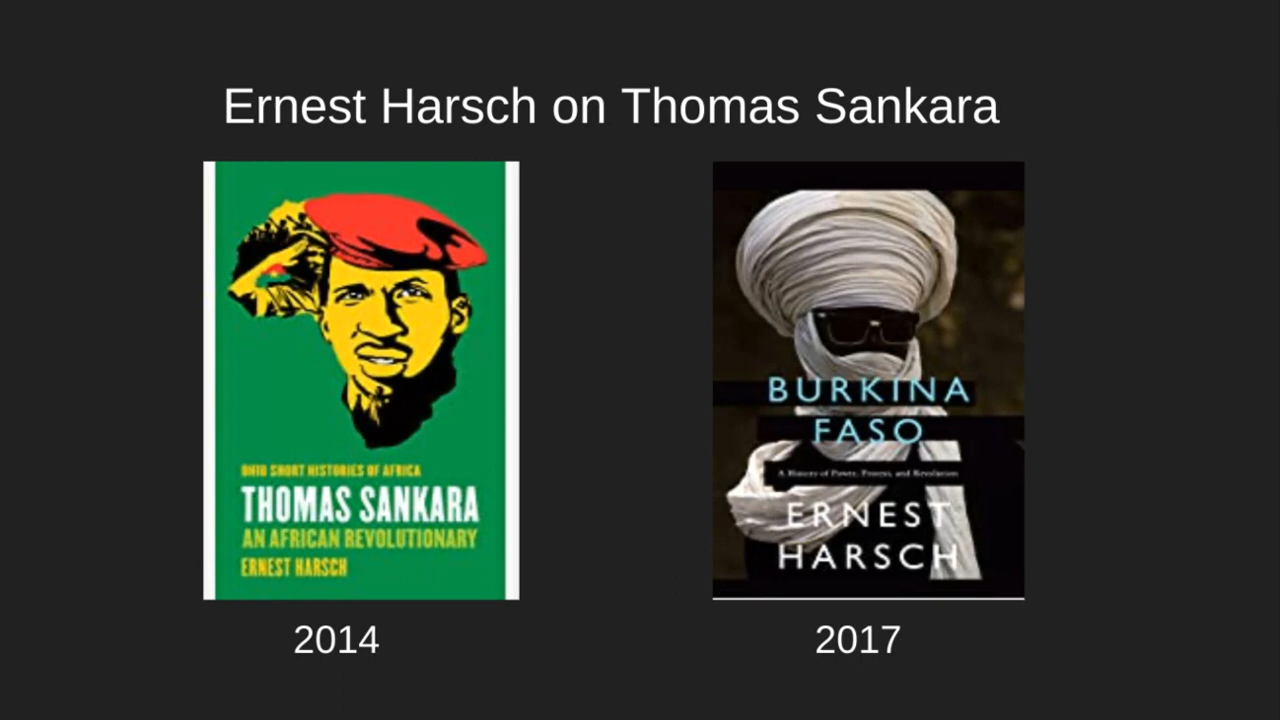 Ernest Harsch on Thomas Sankara
OHIO SHORT HISTORIES OF AFRICA
THOMAS SANKARA
AN AFRICAN REVOLUTIONARY
ERNEST HARSCH
BURKINA
FASO
A History of Power, Protest, and Revolution
ERNEST
HARSCH
2014
2017